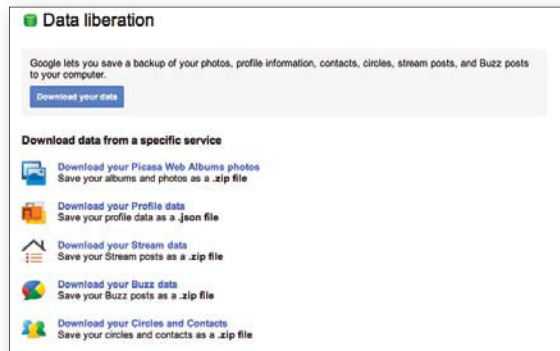 Data liberation
Google lets you save a backup of your photos, profile information, contacts, circles, stream posts, and Buzz posts
to your computer.
Download your data
Download data from a specific service
Download your Picasa Web Albums photos
Save your albums and photos as a .zip file
Download your Profile data
Save your profile data as a .json file
Download your Stream data
Save your Stream posts as a .zip file
Download your Buzz data
Save your Buzz posts as a .zip file
Download your Circles and Contacts
Save your circles and contacts as a .zip file